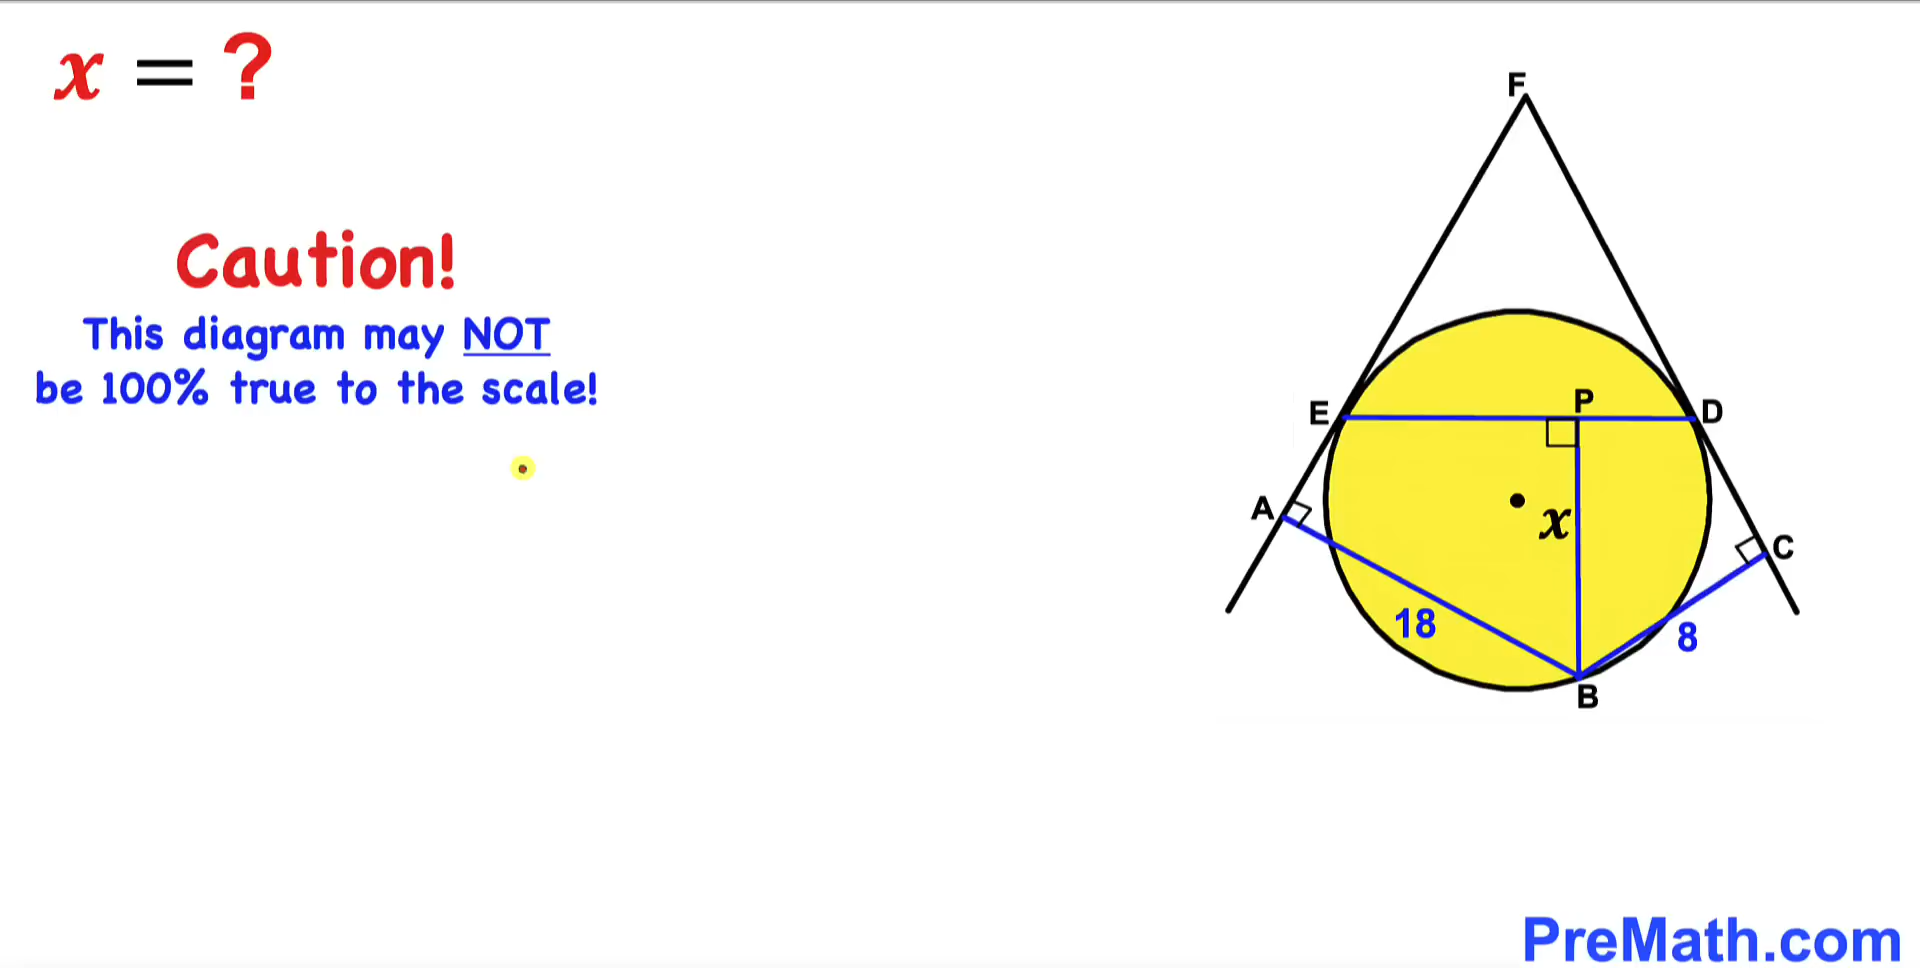 x = ?
Caution!
This diagram may NOT
be 100% true to the scale!
F
E
P
D
A
x
C
18
8
B
PreMath.com